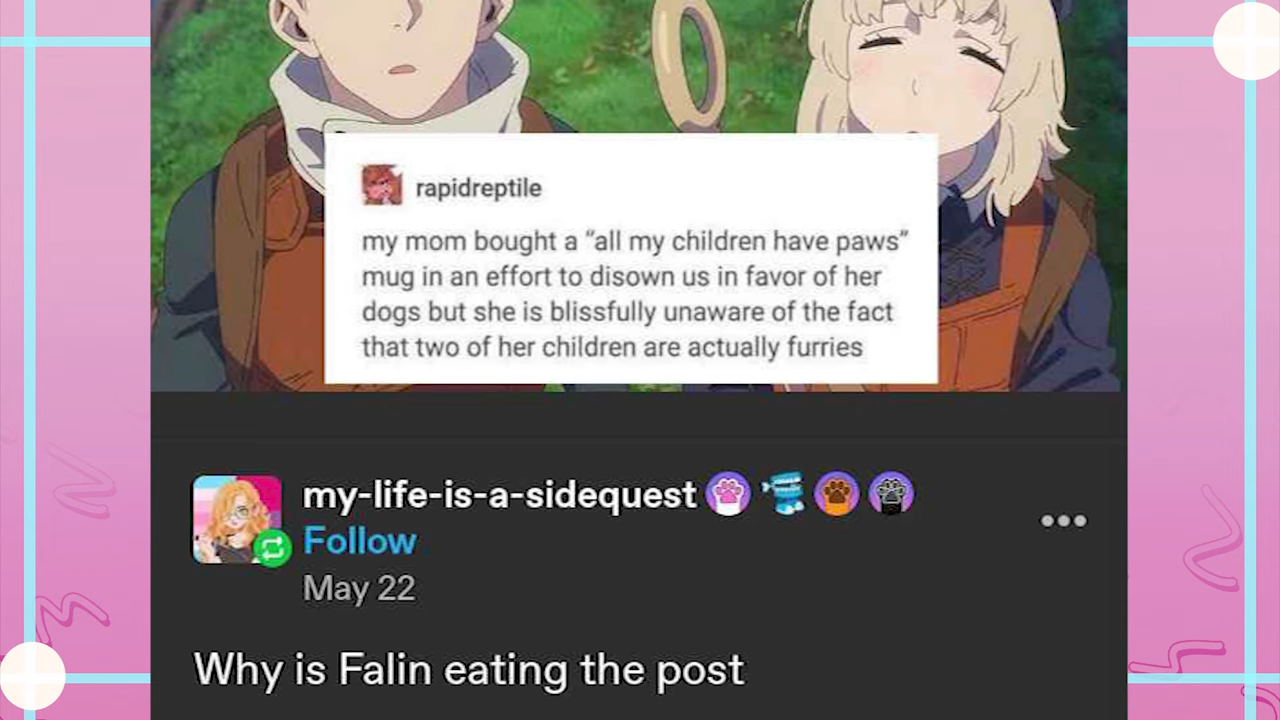 rapidreptile
my mom bought a “all my children have paws”
mug in an effort to disown us in favor of her
dogs but she is blissfully unaware of the fact
that two of her children are actually furries
my-life-is-a-sidequest
Follow
May 22
Why is Falin eating the post